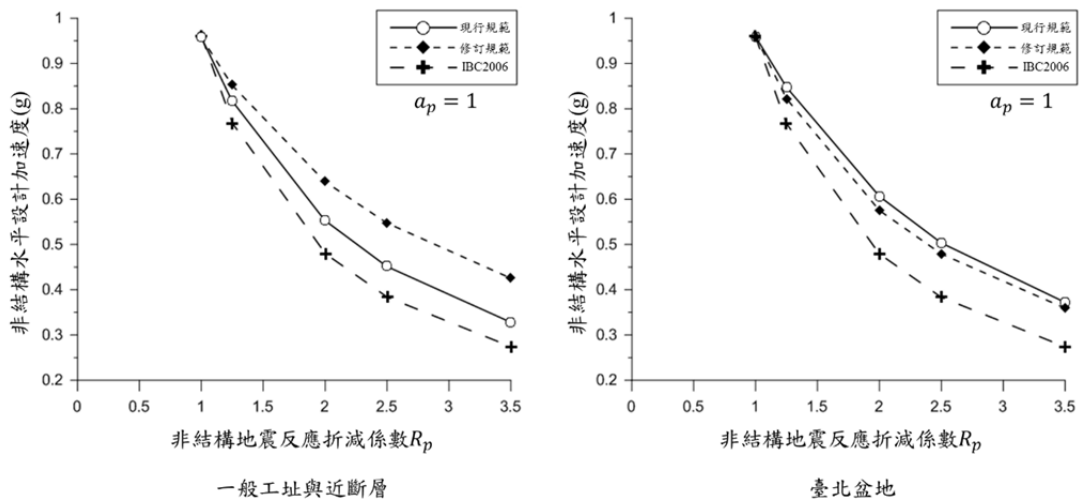 現行規範
修訂規範
IBC2006
a_p = 1
非結構水平設計加速度(g)
1
0.9
0.8
0.7
0.6
0.5
0.4
0.3
0.2
0 0.5 1 1.5 2 2.5 3 3.5
非結構地震反應折減係數R_p
一般工址與近斷層
現行規範
修訂規範
IBC2006
a_p = 1
非結構水平設計加速度(g)
1
0.9
0.8
0.7
0.6
0.5
0.4
0.3
0.2
0 0.5 1 1.5 2 2.5 3 3.5
非結構地震反應折減係數R_p
臺北盆地